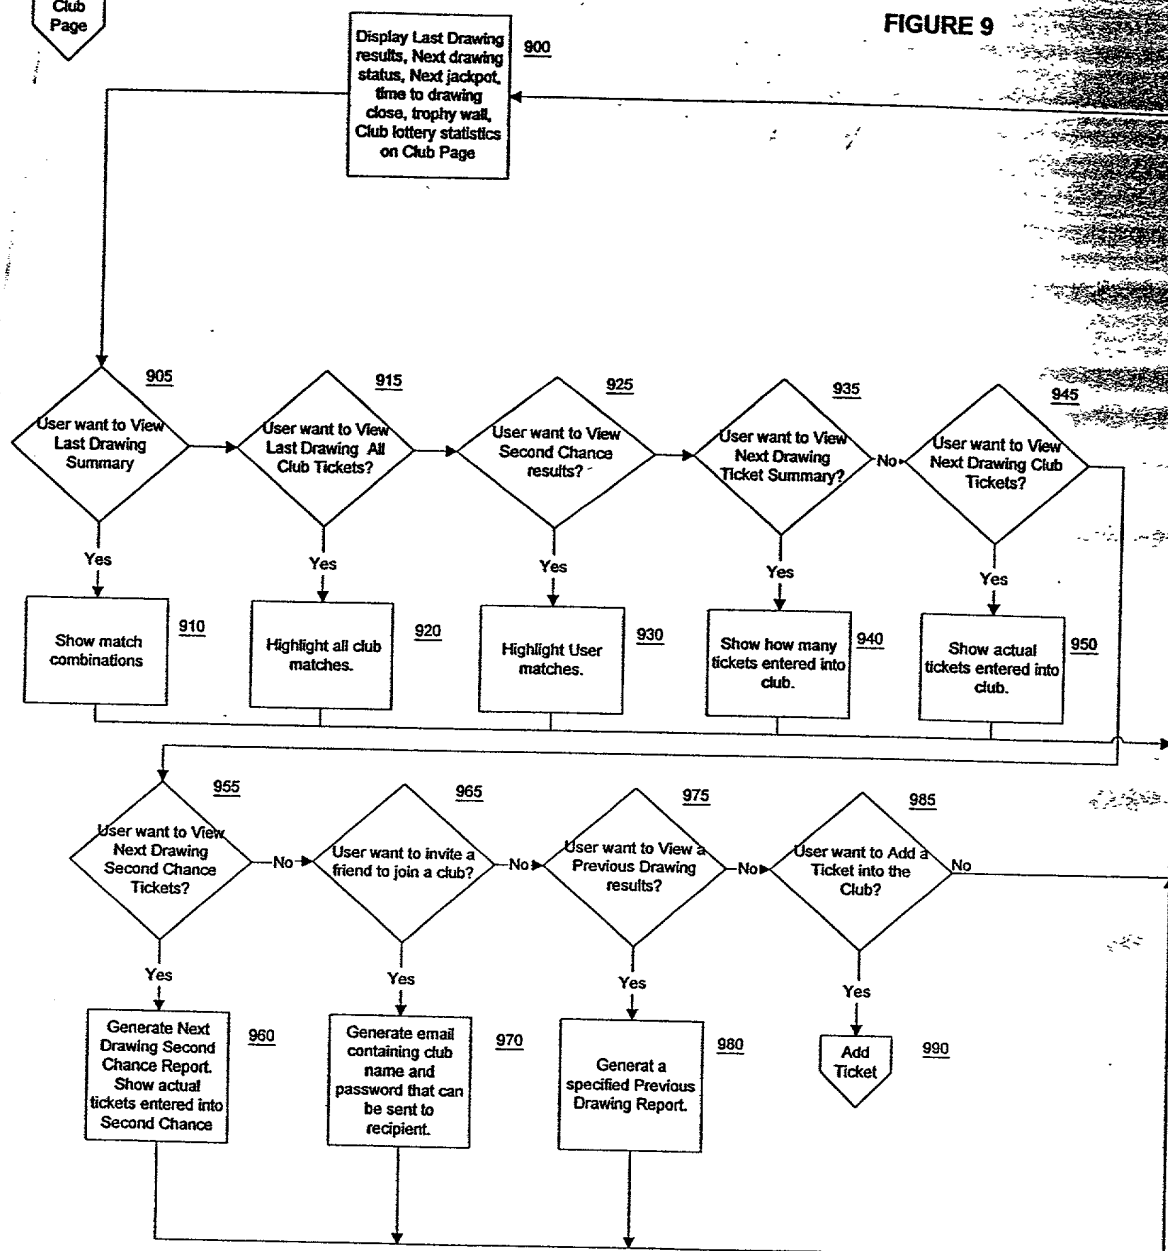 Club
Page
FIGURE 9
Display Last Drawing
results, Next drawing
status, Next jackpot,
time to drawing
close, trophy wall,
Club lottery statistics
on Club Page
900
905
User want to View
Last Drawing
Summary
915
User want to View
Last Drawing All
Club Tickets?
925
User want to View
Second Chance
results?
935
User want to View
Next Drawing
Ticket Summary?
No
945
User want to View
Next Drawing Club
Tickets?
Yes
Yes
Yes
Yes
Yes
Show match
combinations
910
Highlight all club
matches.
920
Highlight User
matches.
930
Show how many
tickets entered into
club.
940
Show actual
tickets entered into
club.
950
955
User want to View
Next Drawing
Second Chance
Tickets?
No
965
User want to invite a
friend to join a club?
No
975
User want to View a
Previous Drawing
results?
No
985
User want to Add a
Ticket into the
Club?
No
Yes
Yes
Yes
Yes
Generate Next
Drawing Second
Chance Report.
Show actual
tickets entered into
Second Chance
960
Generate email
containing club
name and
password that can
be sent to
recipient.
970
Generat a
specified Previous
Drawing Report.
980
Add
Ticket
990